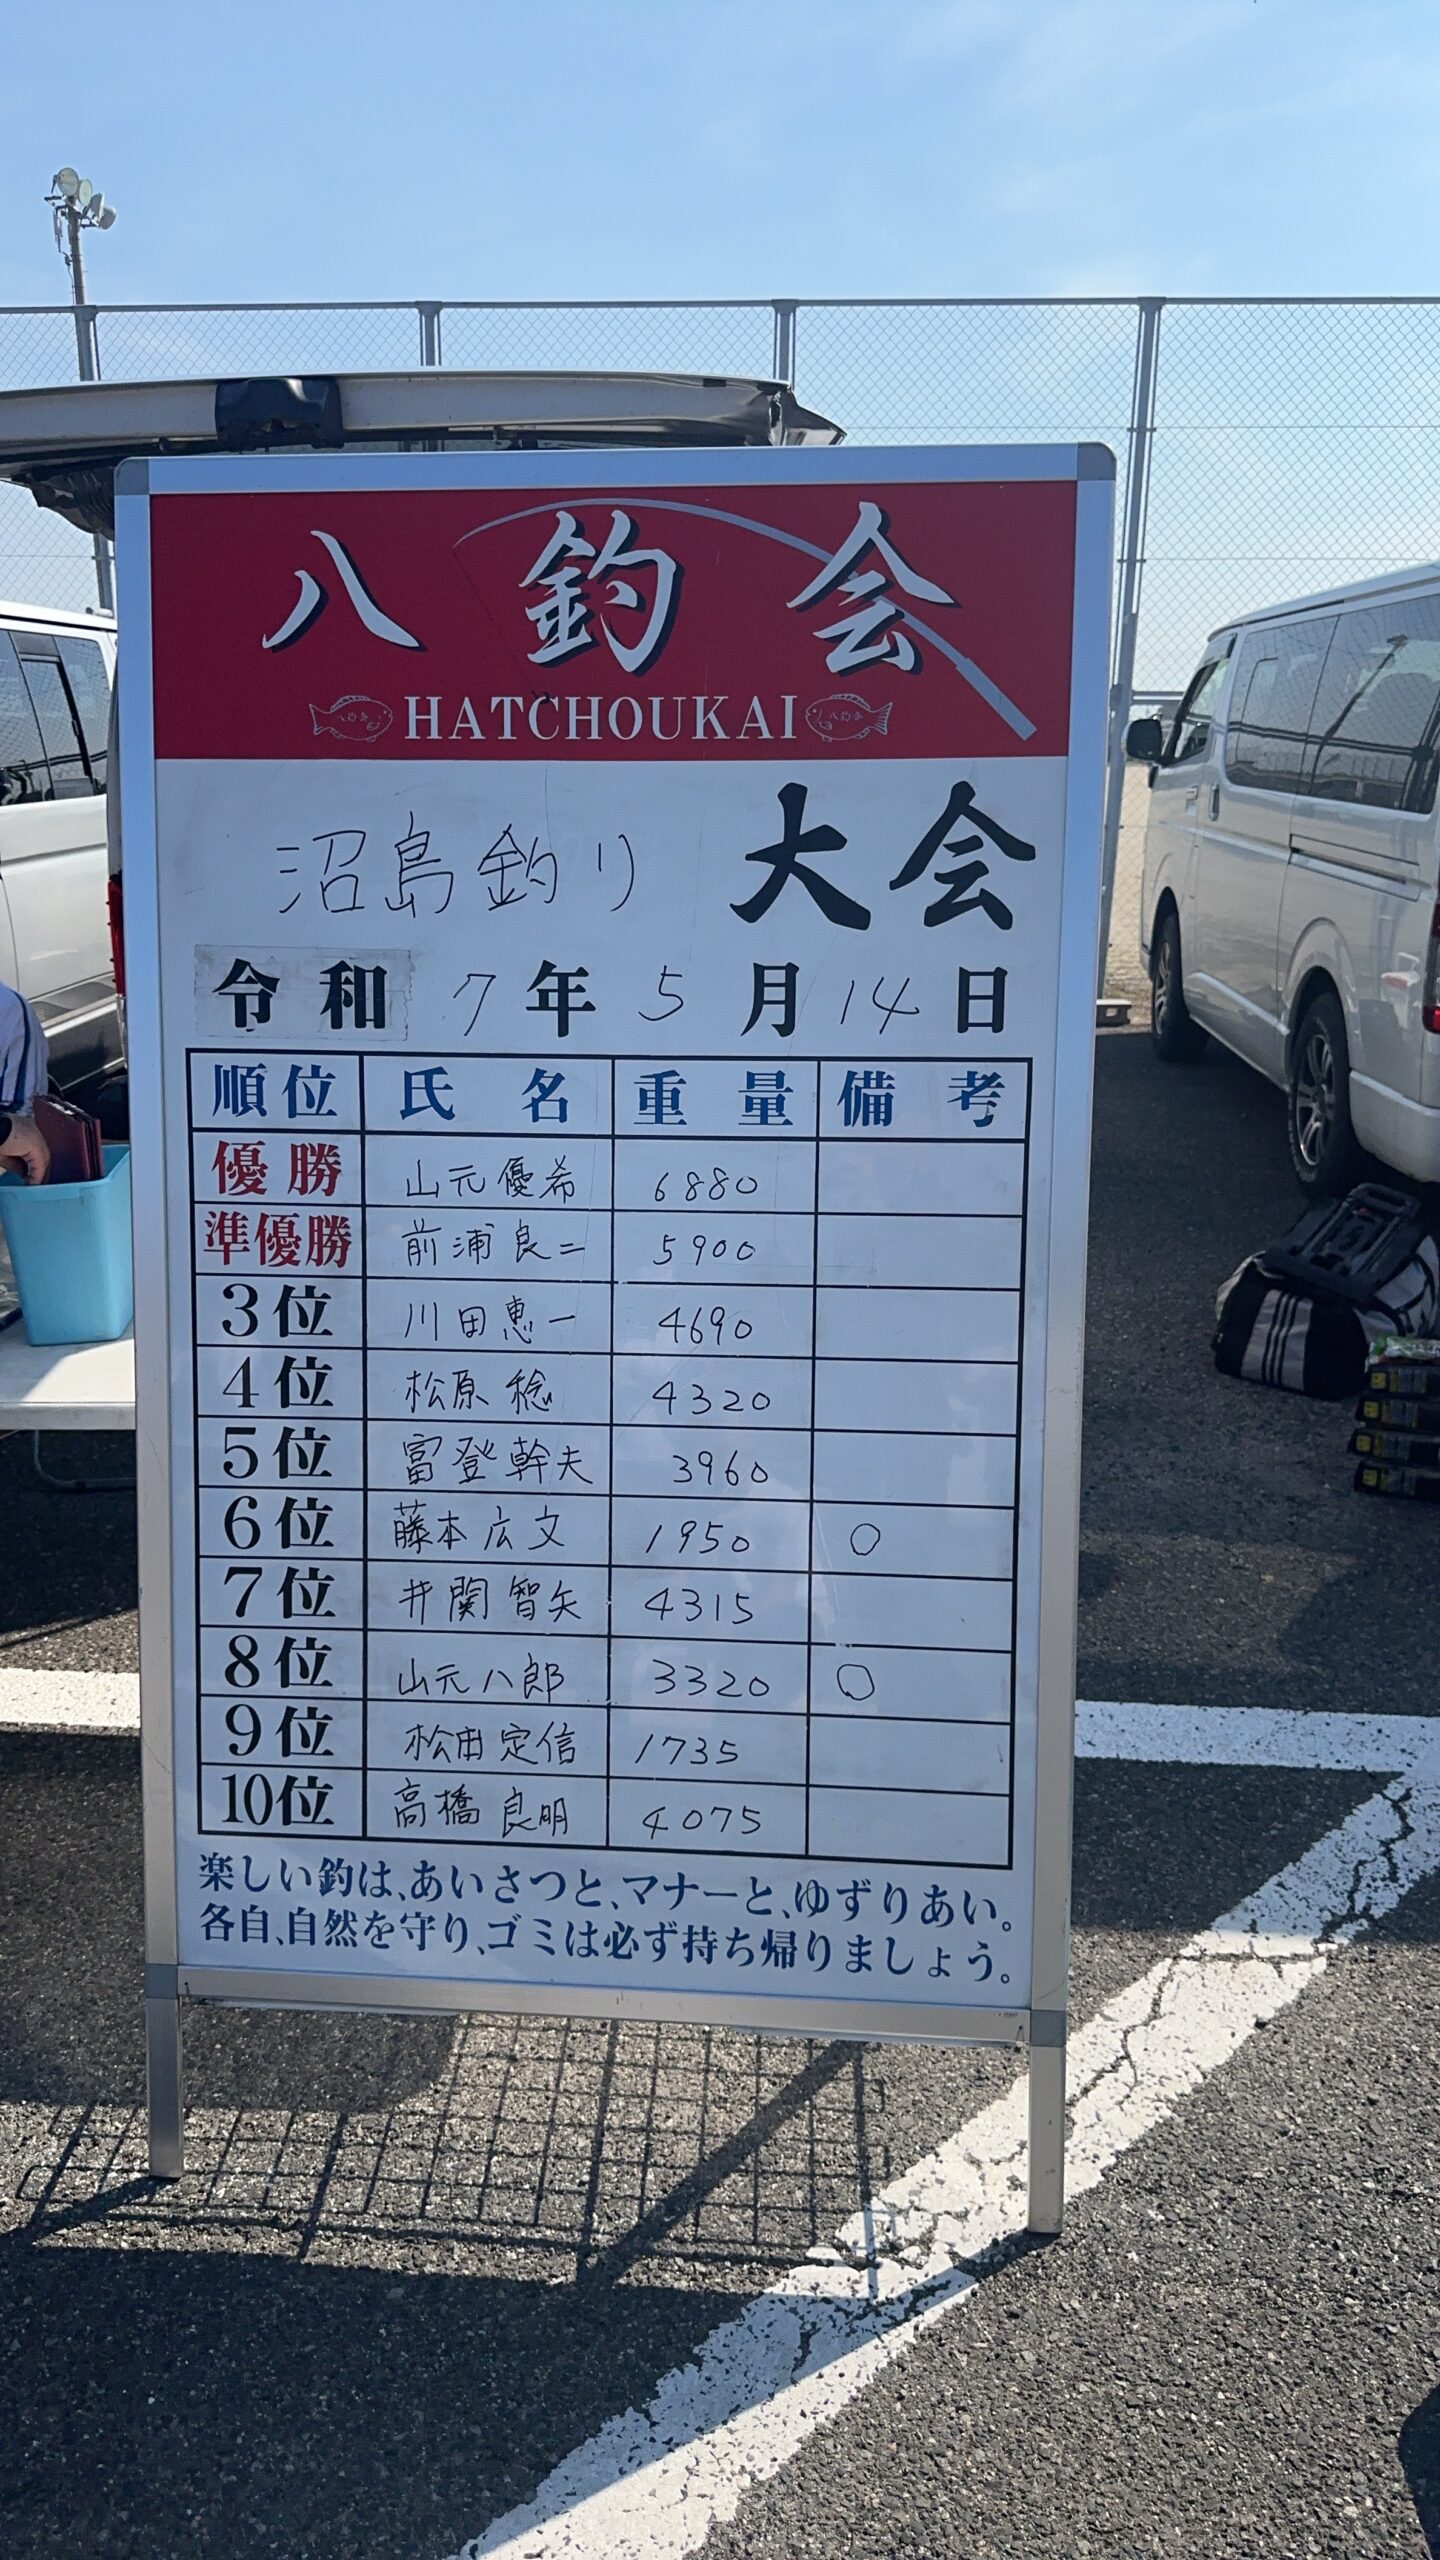 八釣会
八釣会 HATCHOUKAI 八釣会
沼島釣り 大会
令和 7年 5月 14日
順位 氏名 重量 備考
優勝 山元優希 6880
準優勝 前浦良二 5900
3位 川田恵一 4690
4位 松原稔 4320
5位 富登幹夫 3960
6位 藤本広文 1950 ○
7位 井関智矢 4315
8位 山元八郎 3320 ○
9位 松田定信 1735
10位 高橋良明 4075
楽しい釣は、あいさつと、マナーと、ゆずりあい。
各自、自然を守り、ゴミは必ず持ち帰りましょう。